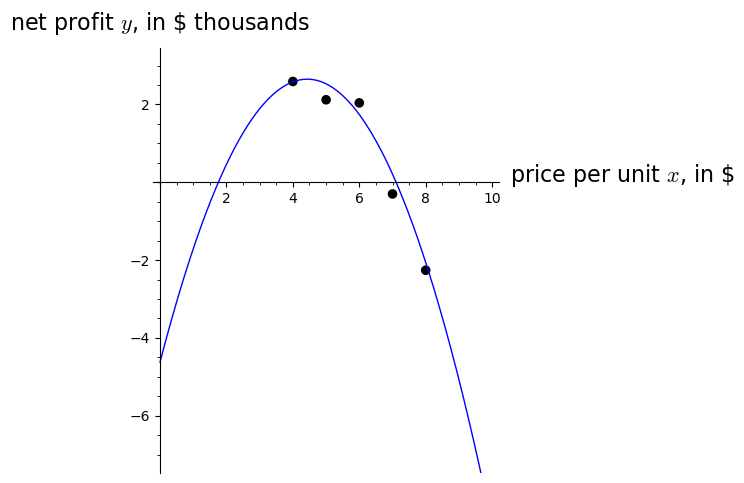 net profit y, in $ thousands
2
price per unit x, in $
2 4 6 8 10
−2
−4
−6